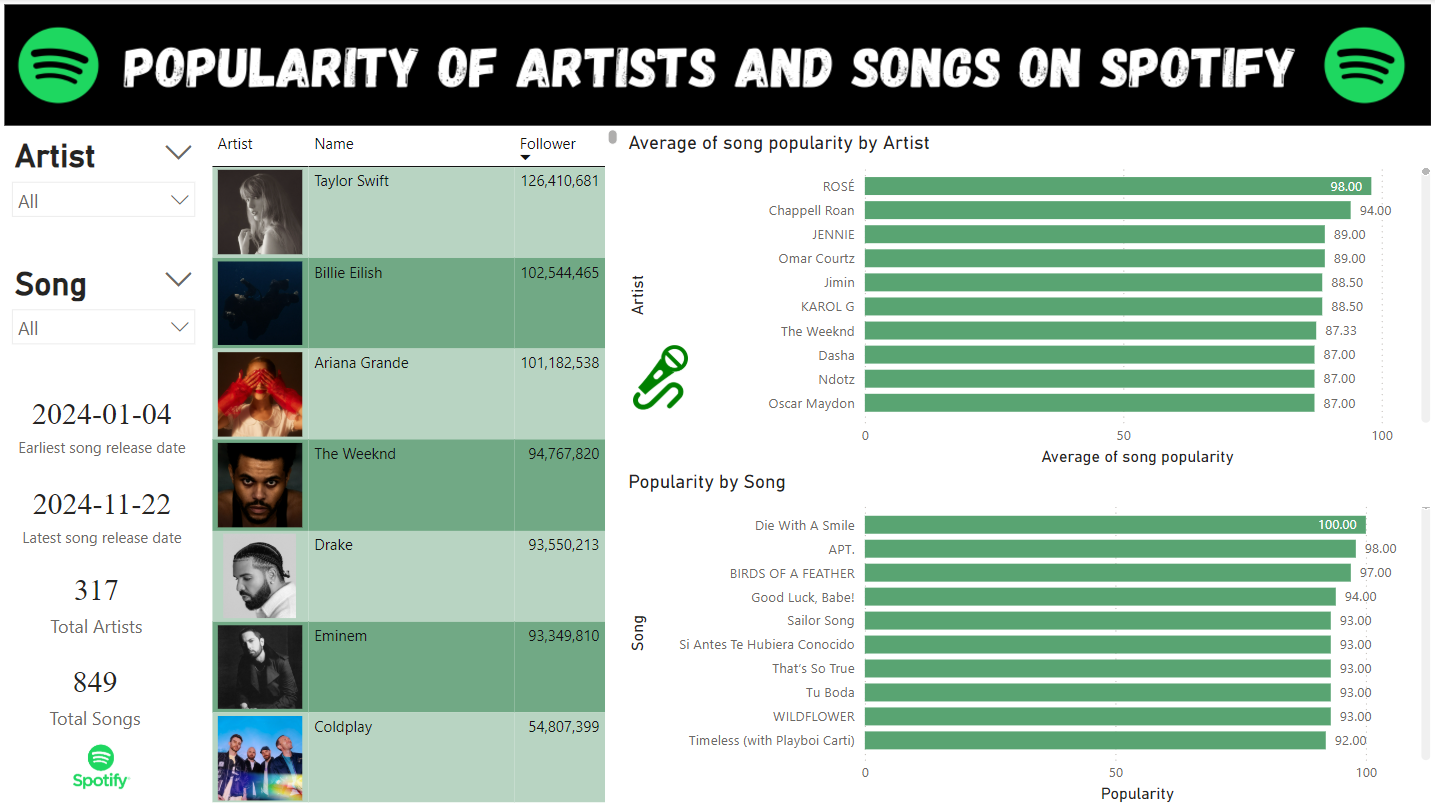 POPULARITY OF ARTISTS AND SONGS ON SPOTIFY
Artist
All
Song
All
2024-01-04
Earliest song release date
2024-11-22
Latest song release date
317
Total Artists
849
Total Songs
Spotify
Artist Name Follower
Taylor Swift 126,410,681
Billie Eilish 102,544,465
Ariana Grande 101,182,538
The Weeknd 94,767,820
Drake 93,550,213
Eminem 93,349,810
Coldplay 54,807,399
Average of song popularity by Artist
Artist
ROSÉ 98.00
Chappell Roan 94.00
JENNIE 89.00
Omar Courtz 89.00
Jimin 88.50
KAROL G 88.50
The Weeknd 87.33
Dasha 87.00
Ndotz 87.00
Oscar Maydon 87.00
0 50 100
Average of song popularity
Popularity by Song
Song
Die With A Smile 100.00
APT. 98.00
BIRDS OF A FEATHER 97.00
Good Luck, Babe! 94.00
Sailor Song 93.00
Si Antes Te Hubiera Conocido 93.00
That’s So True 93.00
Tu Boda 93.00
WILDFLOWER 93.00
Timeless (with Playboi Carti) 92.00
0 50 100
Popularity